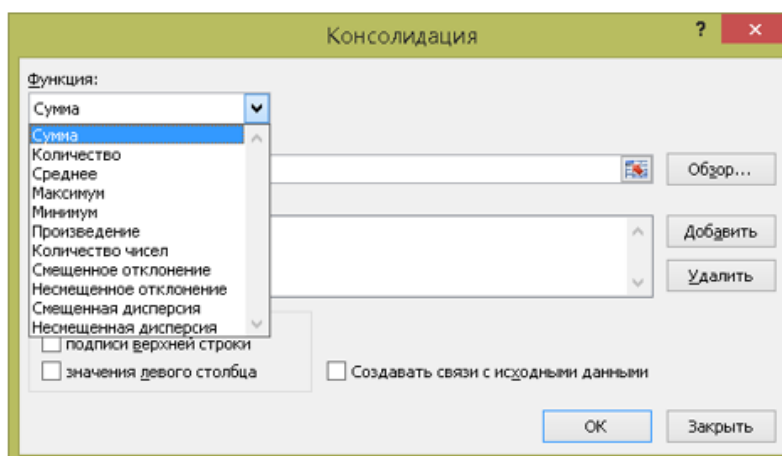 Консолидация
?
×
Функция:
Сумма
Сумма
Количество
Среднее
Максимум
Минимум
Произведение
Количество чисел
Смещенное отклонение
Несмещенное отклонение
Смещенная дисперсия
Несмещенная дисперсия
Обзор...
Добавить
Удалить
подписи верхней строки
значения левого столбца
Создавать связи с исходными данными
ОК
Закрыть